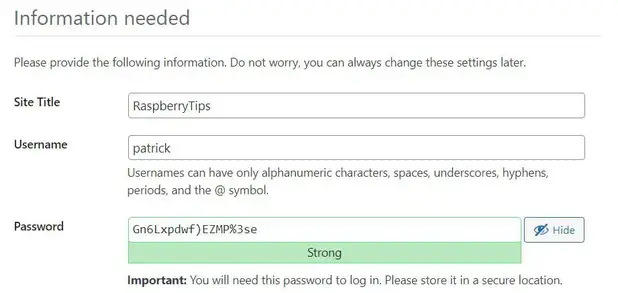 Information needed
Please provide the following information. Do not worry, you can always change these settings later.
Site Title
RaspberryTips
Username
patrick
Usernames can have only alphanumeric characters, spaces, underscores, hyphens,
periods, and the @ symbol.
Password
Gn6Lxpdwf)EZMP%3se
Hide
Strong
Important: You will need this password to log in. Please store it in a secure location.